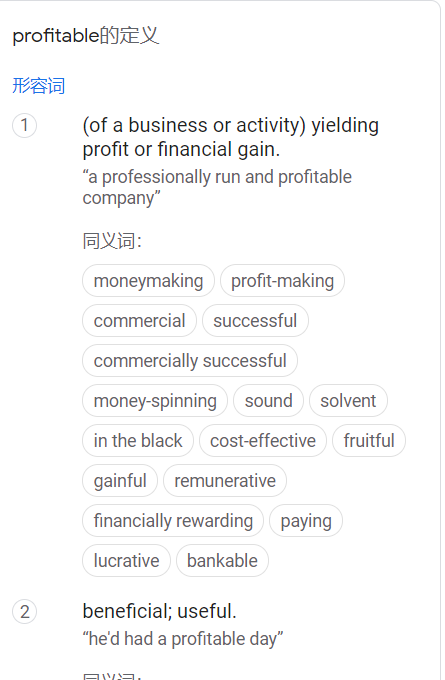 profitable的定义
形容词
1
(of a business or activity) yielding
profit or financial gain.
“a professionally run and profitable
company”
同义词：
moneymaking profit-making
commercial successful
commercially successful
money-spinning sound solvent
in the black cost-effective fruitful
gainful remunerative
financially rewarding paying
lucrative bankable
2
beneficial; useful.
“he'd had a profitable day”
同义词：